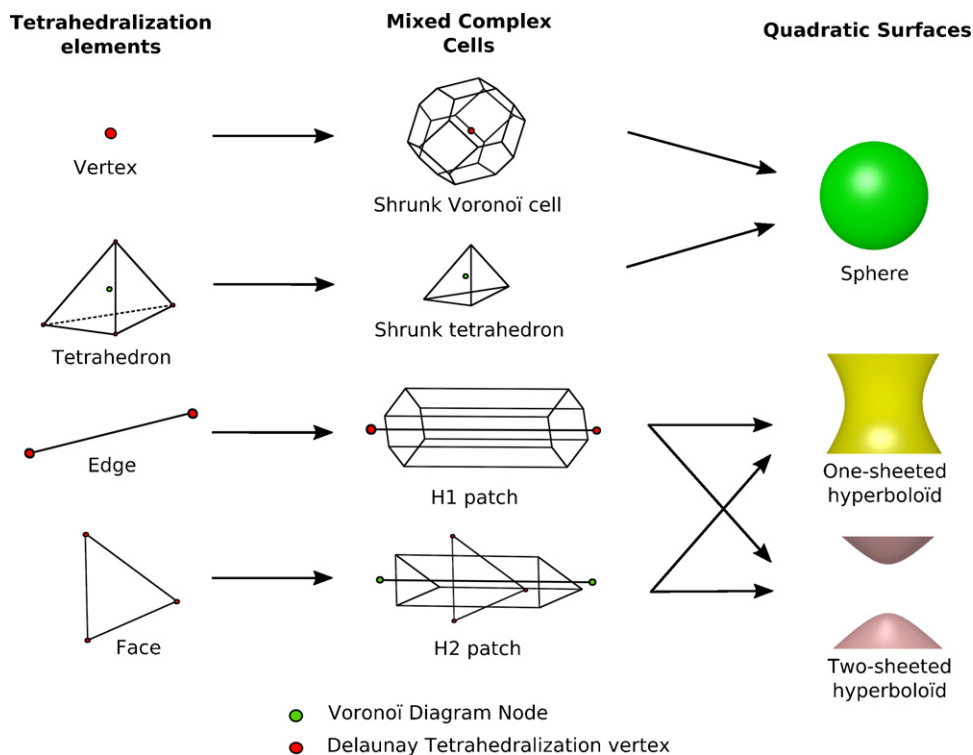 Tetrahedralization
elements
Mixed Complex
Cells
Quadratic Surfaces
Vertex
Shrunk Voronoï cell
Sphere
Tetrahedron
Shrunk tetrahedron
Edge
H1 patch
One-sheeted
hyperboloïd
Face
H2 patch
Two-sheeted
hyperboloïd
Voronoï Diagram Node
Delaunay Tetrahedralization vertex